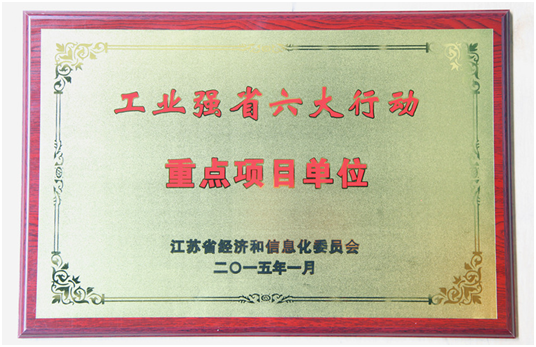 工业强省六大行动
重点项目单位
江苏省经济和信息化委员会
二〇一五年一月